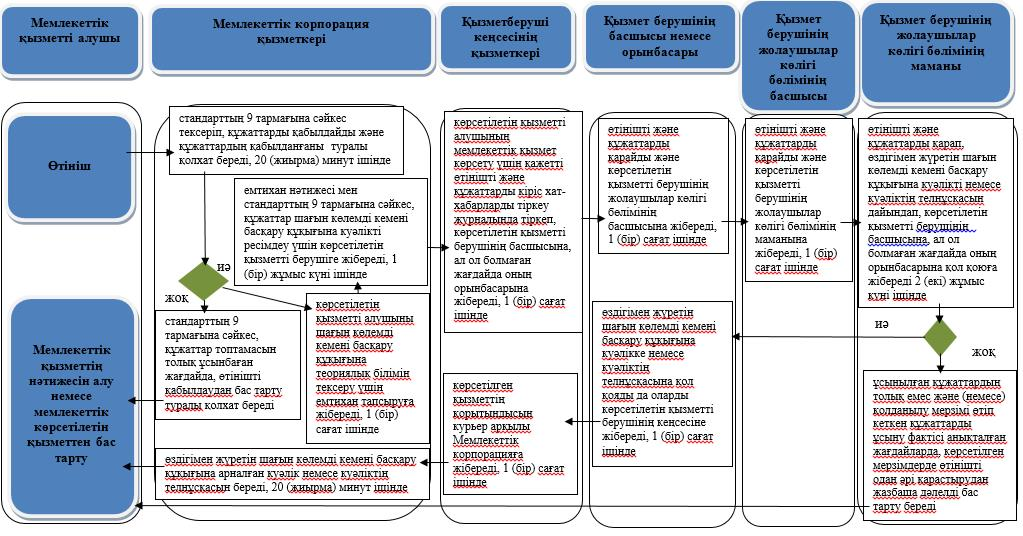 Мемлекеттік
қызметті алушы
Мемлекеттік корпорация
қызметкері
Қызметберуші
кеңсесінің
қызметкері
Қызмет берушінің
басшысы немесе
орынбасары
Қызмет
берушінің
жолаушылар
көлігі
бөлімінің
басшысы
Қызмет берушінің
жолаушылар
көлігі бөлімінің
маманы
Өтініш
стандарттың 9 тармағына сәйкес
тексеріп, құжаттарды қабылдайды және
құжаттардың қабылданғаны туралы
қолхат береді, 20 (жиырма) минут ішінде
емтихан нәтижесі мен
стандарттың 9 тармағына сәйкес,
құжаттар шағын көлемді кемені
басқару құқығына куәлікті
ресімдеу үшін көрсетілетін
қызметті берушіге жібереді, 1
(бір) жұмыс күні ішінде
иә
жоқ
стандарттың 9
тармағына сәйкес,
құжаттар топтамасын
толық ұсынбаған
жағдайда, өтінішті
қабылдаудан бас тарту
туралы қолхат береді
көрсетілетін
қызметті алушыны
шағын көлемді
кемені басқару
құқығына
теориялық білімін
тексеру үшін
емтихан тапсыруға
жібереді, 1 (бір)
сағат ішінде
өздігімен жүретін шағын көлемді кемені басқару
құқығына арналған куәлік немесе куәліктің
телнұсқасын береді, 20 (жиырма) минут ішінде
көрсетілетін қызметті
алушының
мемлекеттік қызмет
көрсету үшін қажетті
өтінішті және
құжаттарды кіріс хат-
хабарларды тіркеу
журналында тіркеп,
көрсетілетін қызметті
берушінің басшысына,
ал ол болмаған
жағдайда оның
орынбасарына
жібереді, 1 (бір) сағат
ішінде
көрсетілген
қызметтін
қорытындысын
курьер арқылы
Мемлекеттік
корпорацияға
жібереді, 1 (бір) сағат
ішінде
өтінішті және
құжаттарды
қарайды және
көрсетілетін
қызметті берушінің
жолаушылар көлігі
бөлімінің
басшысына жібереді,
1 (бір) сағат ішінде
өздігімен жүретін
шағын көлемді кемені
басқару құқығына
куәлікке немесе
куәліктін
телнұсқасына қол
қояды да оларды
көрсетілетін қызметті
берушінің кеңсесіне
жібереді, 1 (бір) сағат
ішінде
өтінішті және
құжаттарды
қарайды және
көрсетілетін
қызметті
берушінің
жолаушылар
көлігі бөлімінің
маманына
жібереді, 1 (бір)
сағат ішінде
өтінішті және
құжаттарды қарап,
өздігімен жүретін шағын
көлемді кемені басқару
құқығына куәлікті немесе
куәліктін телнұсқасын
дайындап, көрсетілетін
қызметті берушінің
басшысына, ал ол
болмаған жағдайда оның
орынбасарына қол қоюға
жібереді 2 (екі) жұмыс
күні ішінде
иә
жоқ
ұсынылған құжаттардын
толық емес және (немесе)
қолданылу мерзімі өтіп
кеткен құжаттарды
ұсыну фактісі анықталған
жағдайларда, көрсетілген
мерзімдерде өтінішті
одан әрі қарастырудан
жазбаша дәлелді бас
тарту береді
Мемлекеттік
қызметтің
нәтижесін алу
немесе
мемлекеттік
көрсетілетін
қызметтен бас
тарту